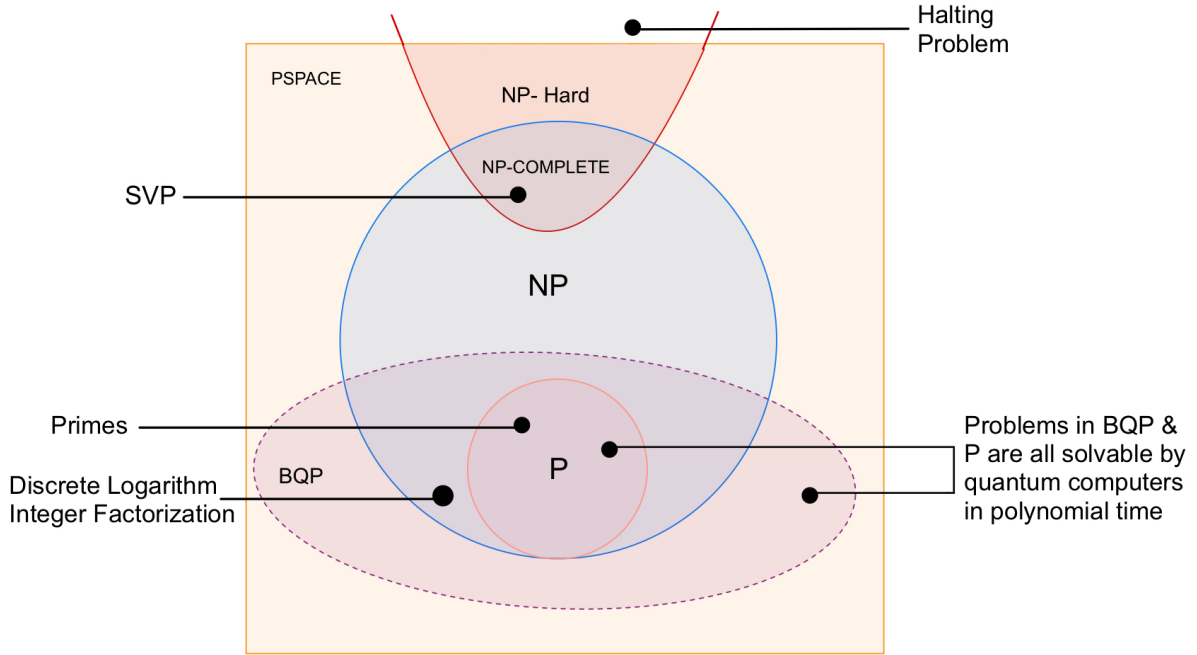 Halting
Problem
PSPACE
NP- Hard
NP-COMPLETE
SVP
NP
Primes
P
BQP
Discrete Logarithm
Integer Factorization
Problems in BQP &
P are all solvable by
quantum computers
in polynomial time